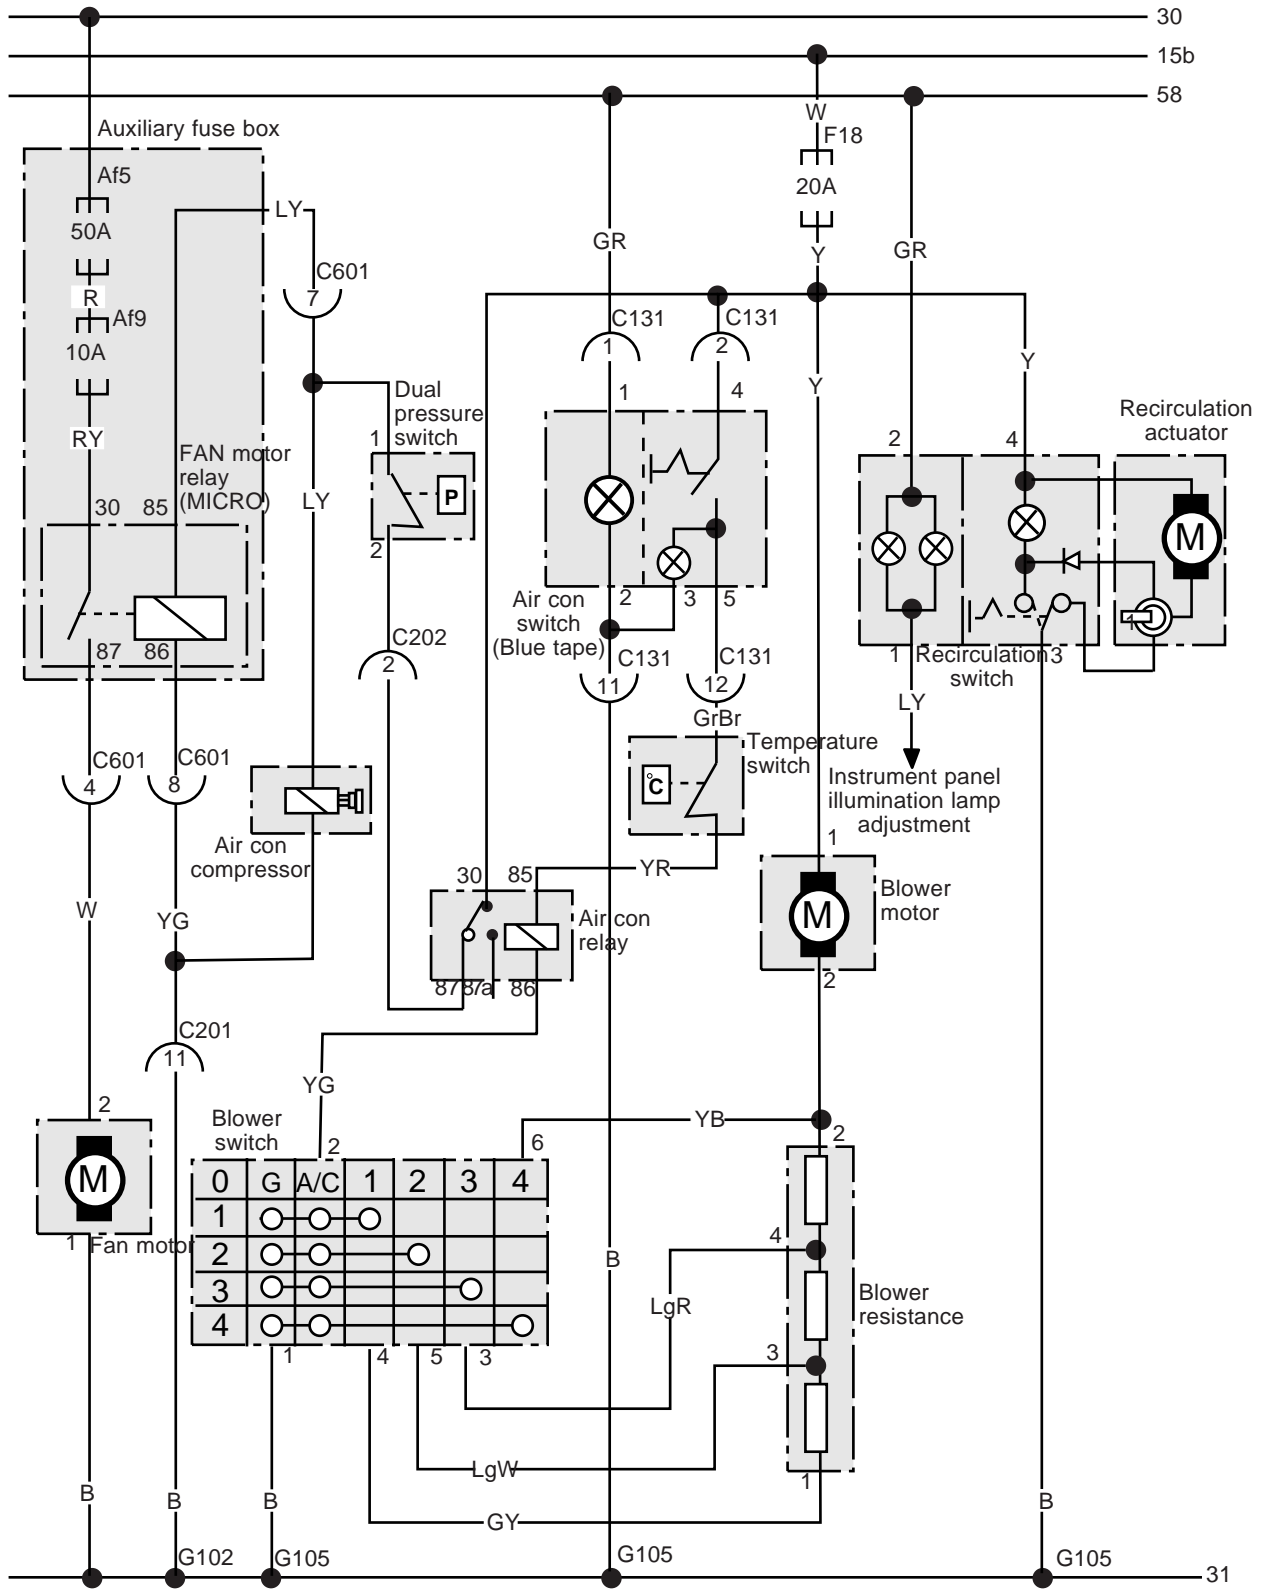 30
15b
58
W
F18
20A
Y
Auxiliary fuse box
Af5
50A
R
Af9
10A
RY
LY
C601
7
GR
GR
C131
1
C131
2
Y
Y
FAN motor
relay
(MICRO)
30
85
87
86
LY
Dual
pressure
switch
1
P
2
1
4
2
4
Recirculation
actuator
M
1
Air con
switch
(Blue tape)
2
3
5
1
Recirculation
switch
3
C202
2
C131
11
C131
12
GrBr
LY
Instrument panel
illumination lamp
adjustment
C601
4
C601
8
Air con
compressor
Temperature
switch
°C
YR
1
M
Blower
motor
2
W
YG
30
85
Air con
relay
87
87a
86
C201
11
YG
2
M
1
Fan motor
Blower
switch
2
6
YB
0 G A/C 1 2 3 4
1
2
3
4
1
4
5
3
2
4
3
1
Blower
resistance
LgR
LgW
GY
B
B
B
B
B
G102
G105
G105
G105
31